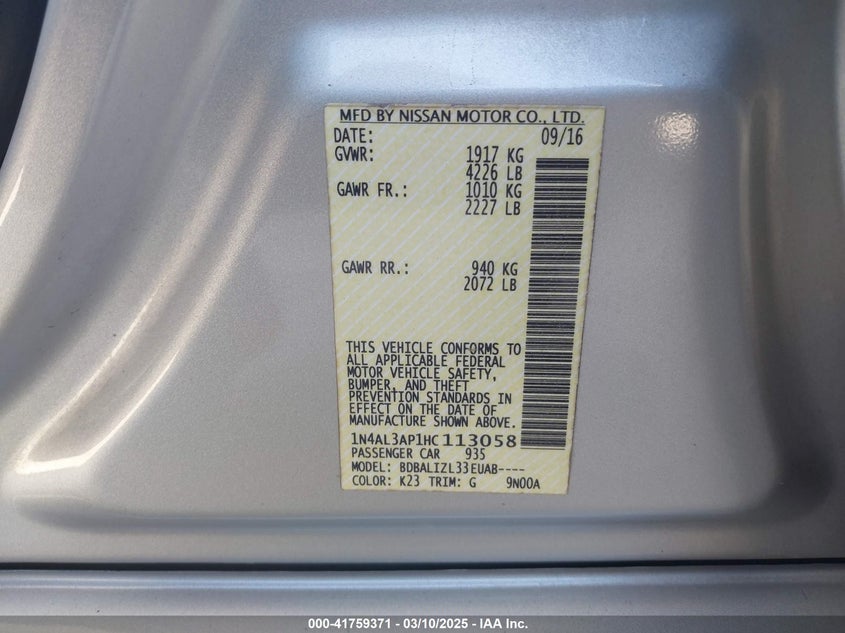 MFD BY NISSAN MOTOR CO., LTD.
DATE: 09/16
GVWR: 1917 KG
4226 LB
GAWR FR.: 1010 KG
2227 LB
GAWR RR.: 940 KG
2072 LB
THIS VEHICLE CONFORMS TO
ALL APPLICABLE FEDERAL
MOTOR VEHICLE SAFETY,
BUMPER, AND THEFT
PREVENTION STANDARDS IN
EFFECT ON THE DATE OF
MANUFACTURE SHOWN ABOVE.
1N4AL3AP1HC113058
PASSENGER CAR 935
MODEL: BDBALIZL33EUAB----
COLOR: K23 TRIM: G 9N00A
000-41759371 - 03/10/2025 - IAA Inc.